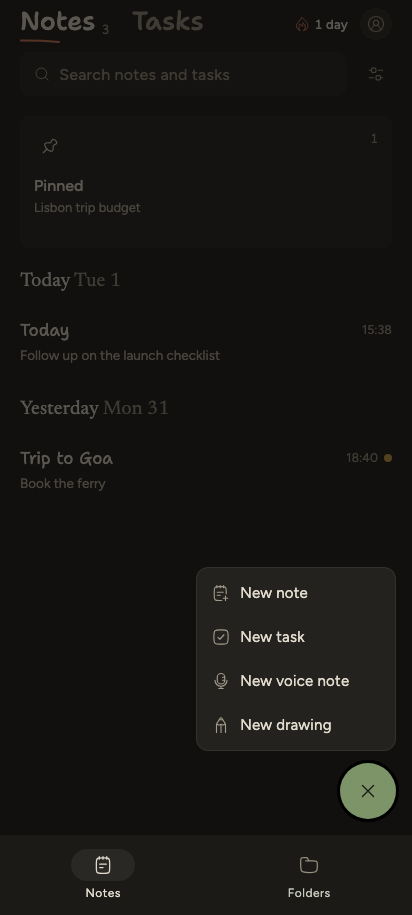 Notes 3 Tasks 1 day
Search notes and tasks
1
Pinned
Lisbon trip budget
Today Tue 1
Today 15:38
Follow up on the launch checklist
Yesterday Mon 31
Trip to Goa 18:40
Book the ferry
New note
New task
New voice note
New drawing
Notes Folders